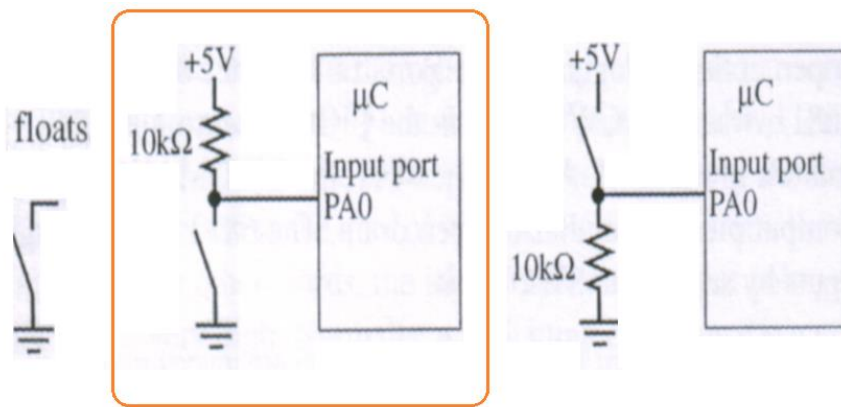 floats
+5V
10kΩ
µC
Input port
PA0
+5V
µC
Input port
PA0
10kΩ